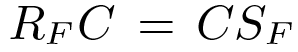 R_F C = C S_F